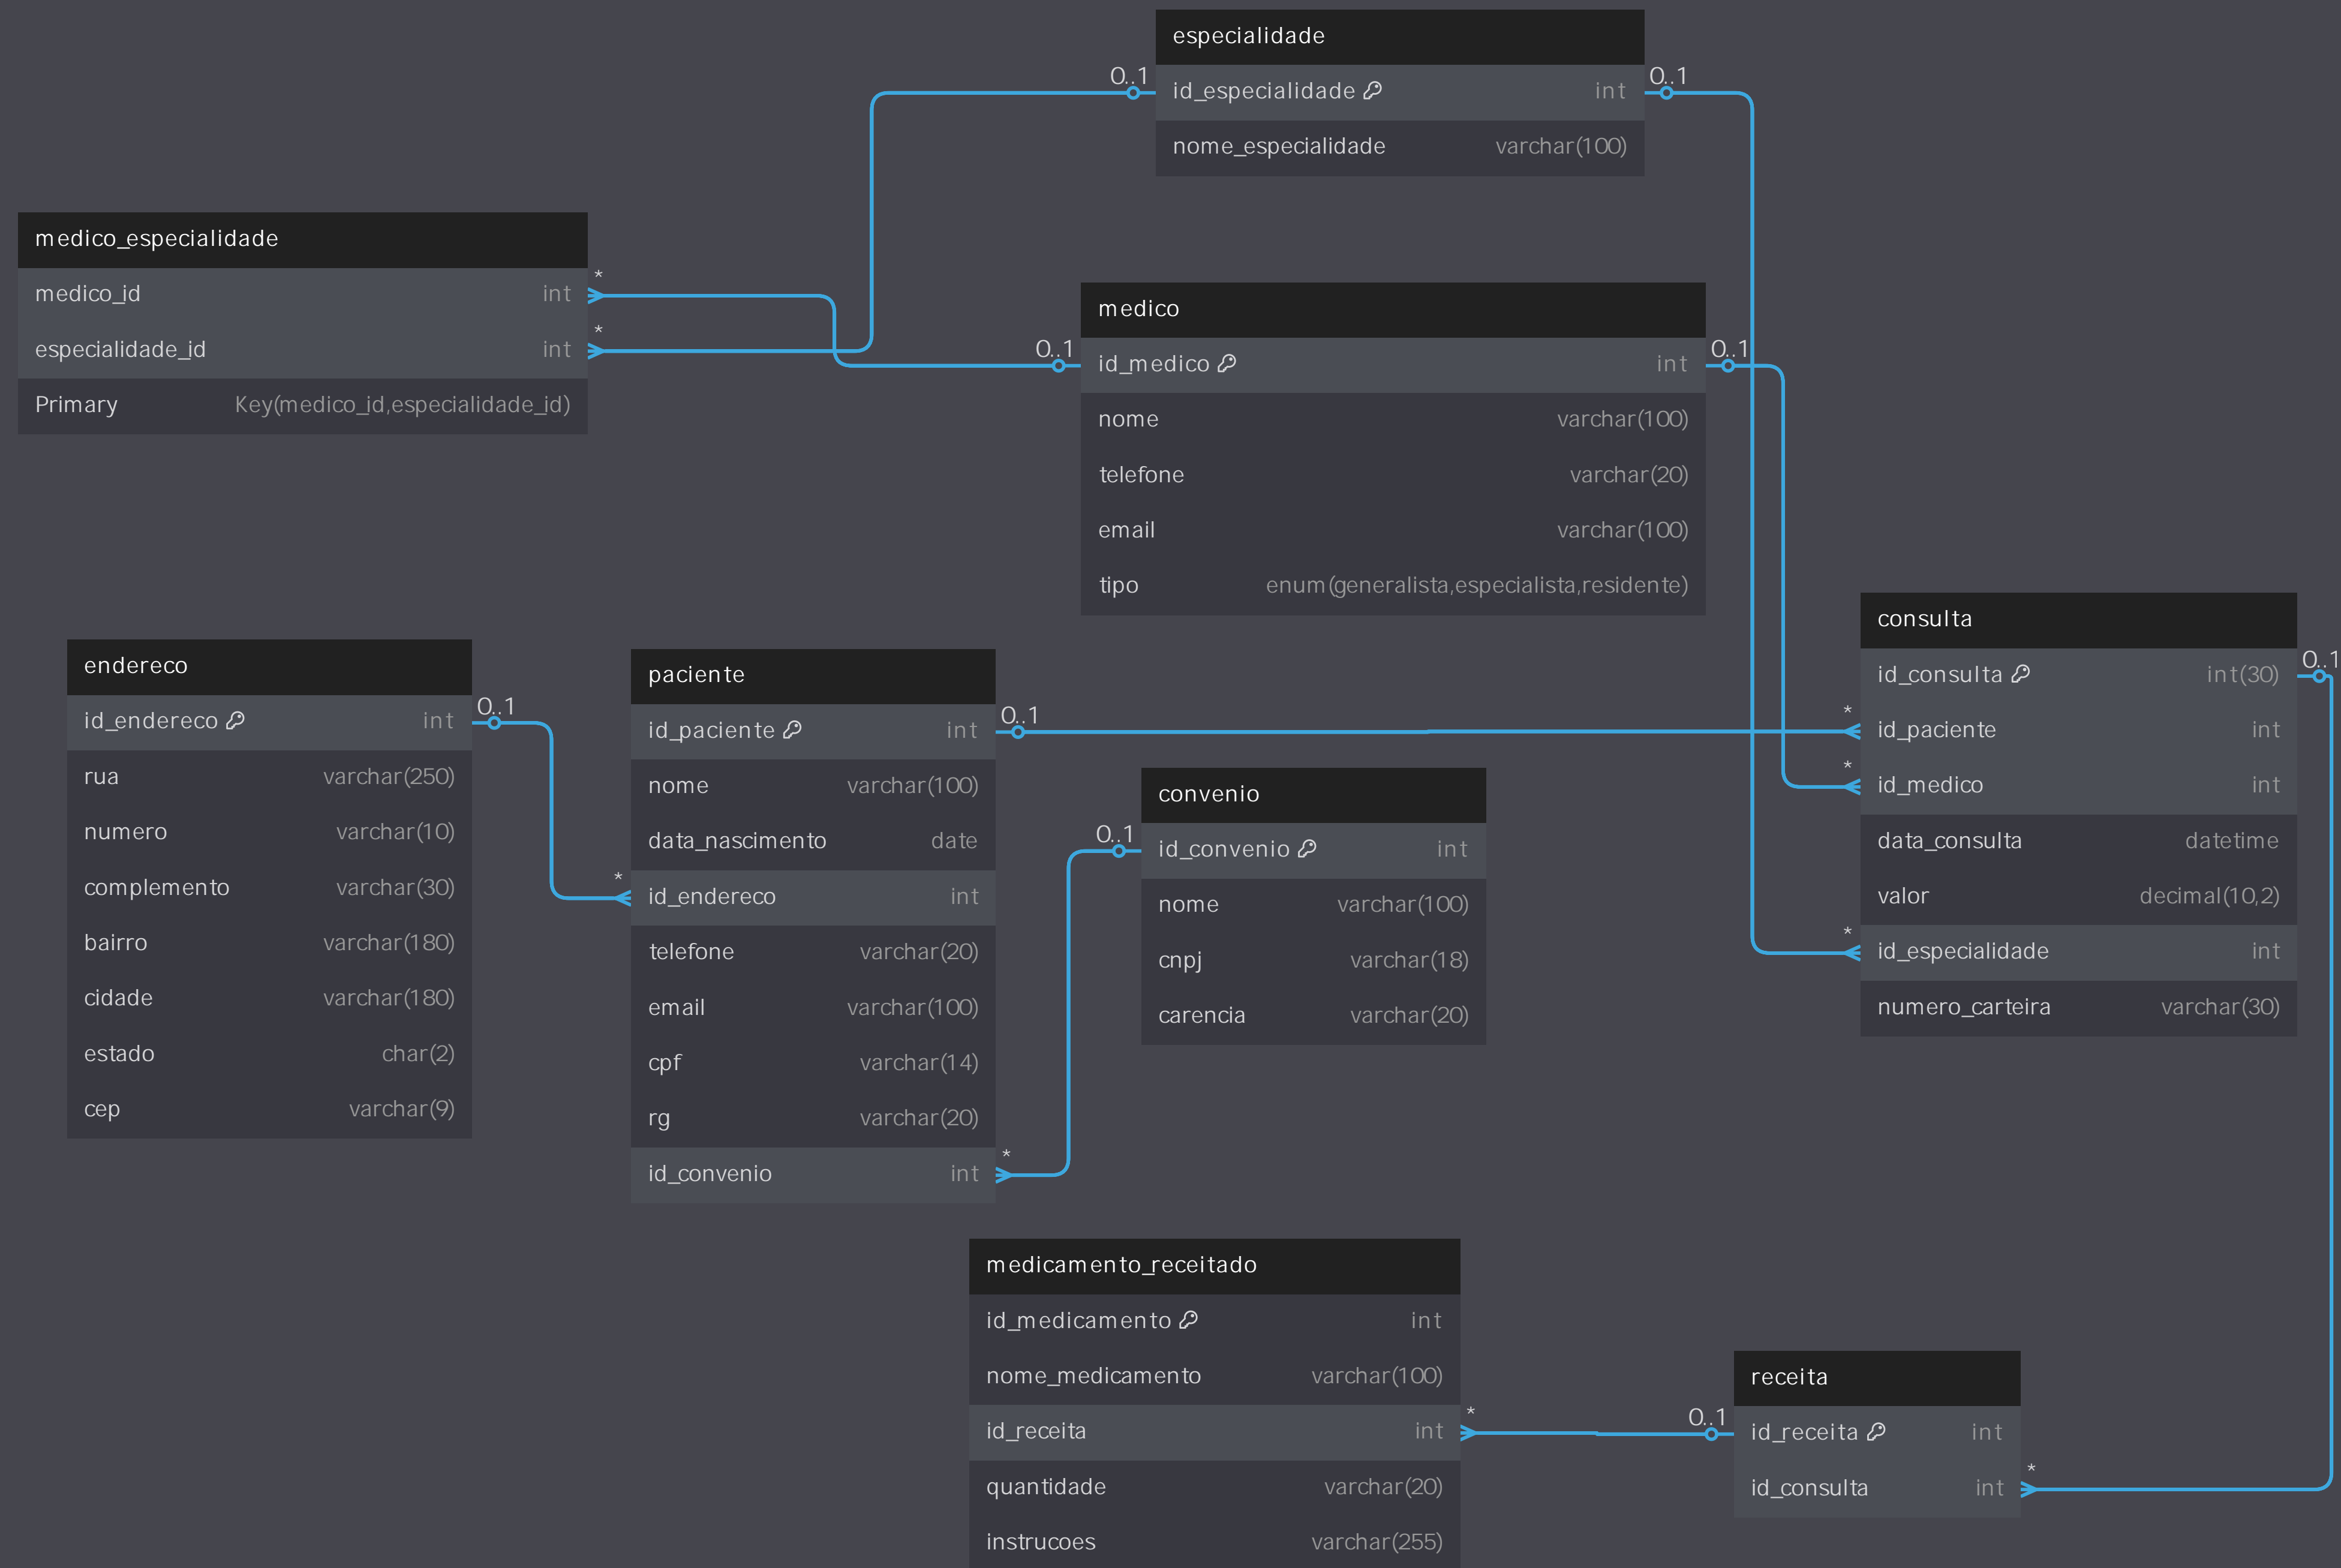 especialidade
id_especialidade int
nome_especialidade varchar(100)
0..1
0..1
medico_especialidade
medico_id int
especialidade_id int
Primary Key(medico_id,especialidade_id)
*
*
medico
id_medico int
nome varchar(100)
telefone varchar(20)
email varchar(100)
tipo enum(generalista,especialista,residente)
0..1
0..1
consulta
id_consulta int(30)
id_paciente int
id_medico int
data_consulta datetime
valor decimal(10,2)
id_especialidade int
numero_carteira varchar(30)
0..1
*
*
*
endereco
id_endereco int
rua varchar(250)
numero varchar(10)
complemento varchar(30)
bairro varchar(180)
cidade varchar(180)
estado char(2)
cep varchar(9)
0..1
paciente
id_paciente int
nome varchar(100)
data_nascimento date
id_endereco int
telefone varchar(20)
email varchar(100)
cpf varchar(14)
rg varchar(20)
id_convenio int
0..1
*
*
convenio
id_convenio int
nome varchar(100)
cnpj varchar(18)
carencia varchar(20)
0..1
medicamento_receitado
id_medicamento int
nome_medicamento varchar(100)
id_receita int
quantidade varchar(20)
instrucoes varchar(255)
*
receita
id_receita int
id_consulta int
0..1
*